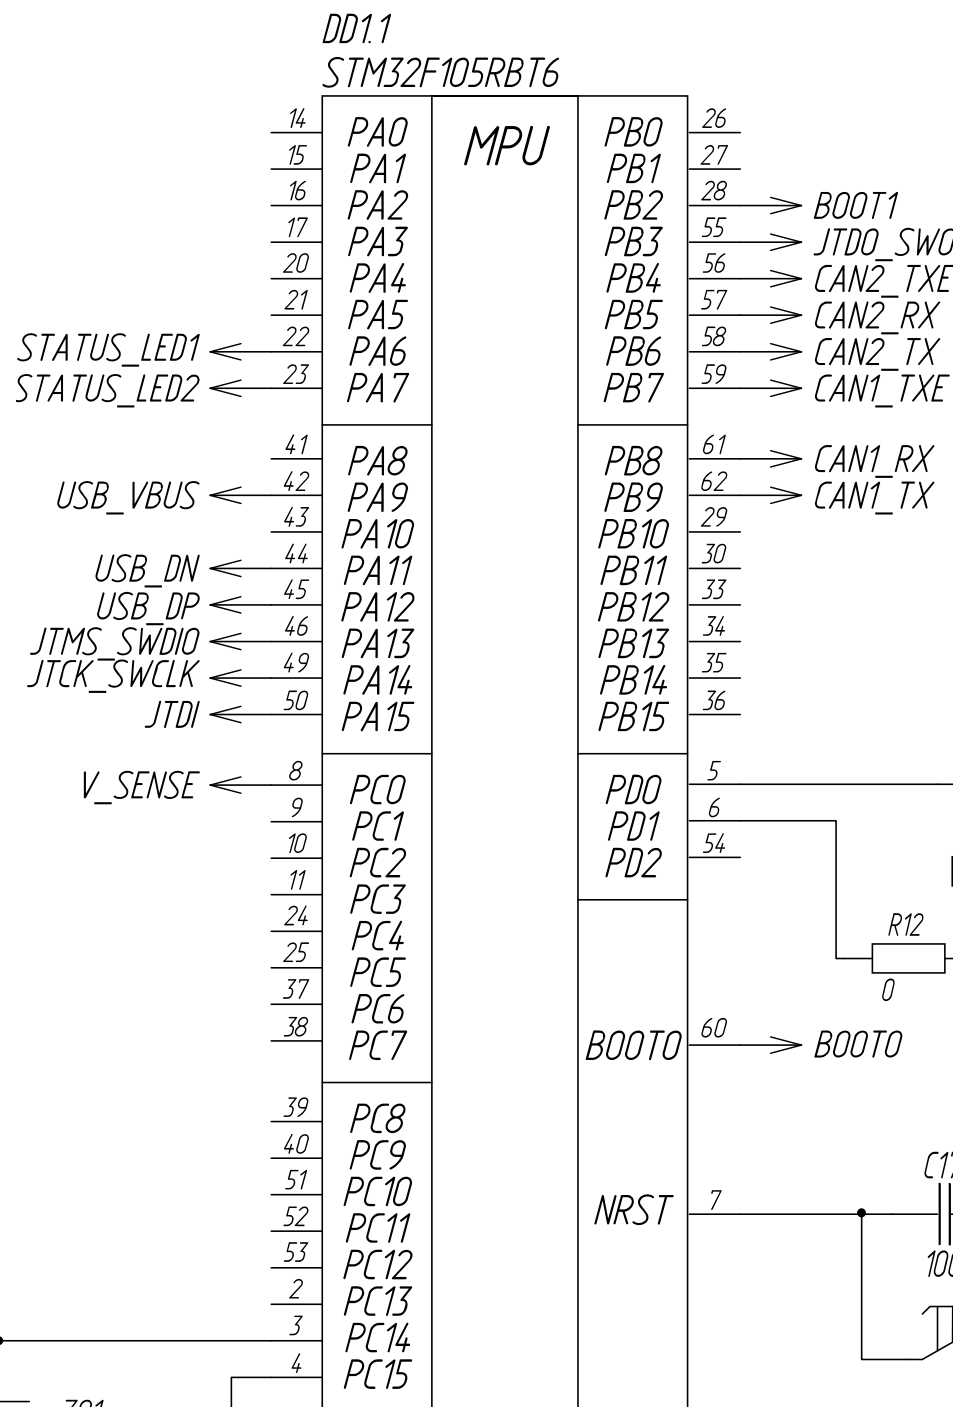 DD1.1
STM32F105RBT6
MPU
14 PA0
15 PA1
16 PA2
17 PA3
20 PA4
21 PA5
STATUS_LED1 22 PA6
STATUS_LED2 23 PA7
41 PA8
USB_VBUS 42 PA9
43 PA10
USB_DN 44 PA11
USB_DP 45 PA12
JTMS_SWDIO 46 PA13
JTCK_SWCLK 49 PA14
JTDI 50 PA15
V_SENSE 8 PC0
9 PC1
10 PC2
11 PC3
24 PC4
25 PC5
37 PC6
38 PC7
39 PC8
40 PC9
51 PC10
52 PC11
53 PC12
2 PC13
3 PC14
4 PC15
PB0 26
PB1 27
PB2 28 BOOT1
PB3 55 JTDO_SWO
PB4 56 CAN2_TXE
PB5 57 CAN2_RX
PB6 58 CAN2_TX
PB7 59 CAN1_TXE
PB8 61 CAN1_RX
PB9 62 CAN1_TX
PB10 29
PB11 30
PB12 33
PB13 34
PB14 35
PB15 36
PD0 5
PD1 6
PD2 54
R12
0
BOOT0 60 BOOT0
NRST 7
C17